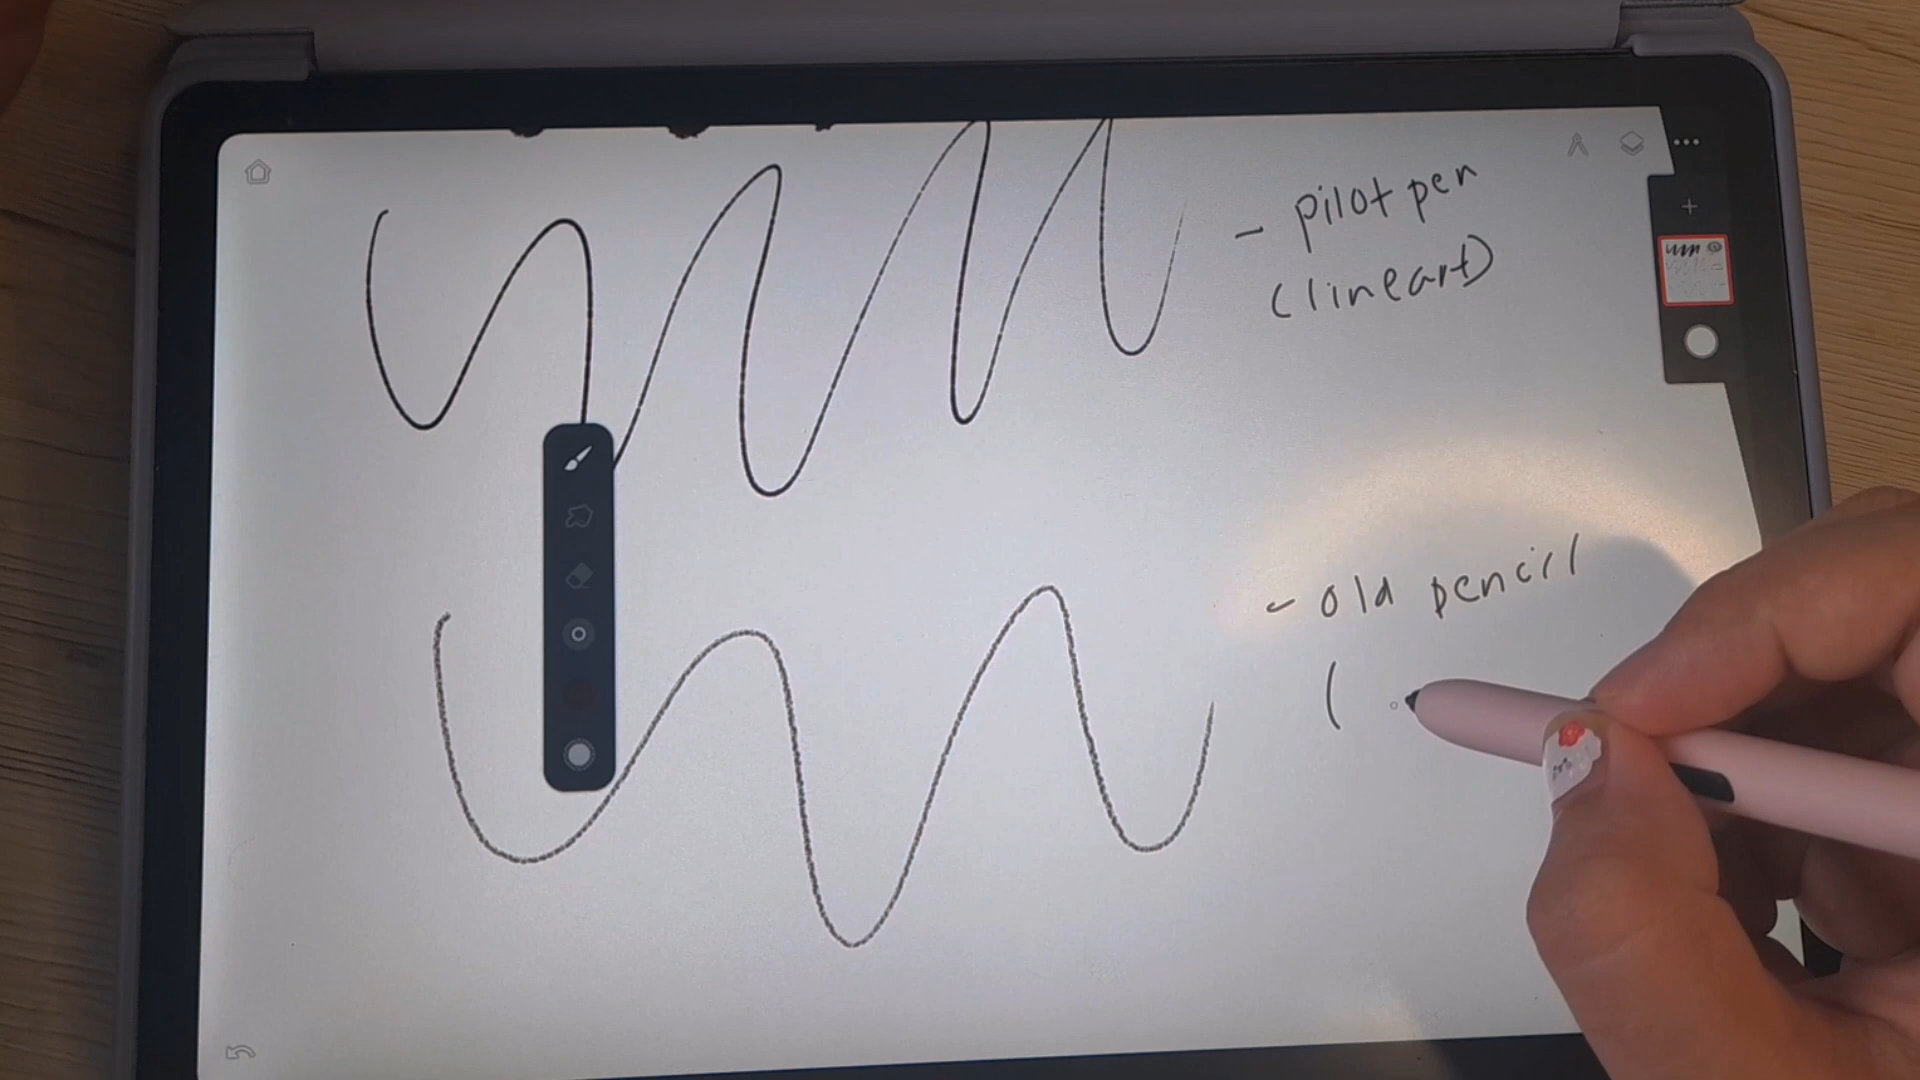 - pilot pen
(lineart)
- old pencil
(